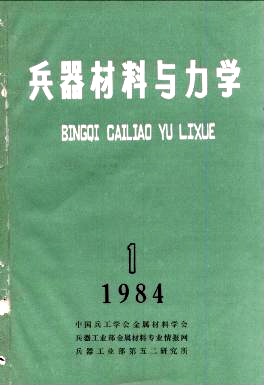 兵器材料与力学
BINGQI CAILIAO YU LIXUE
1
1984
中国兵工学会金属材料学会
兵器工业部金属材料专业情报网
兵器工业部第五二研究所